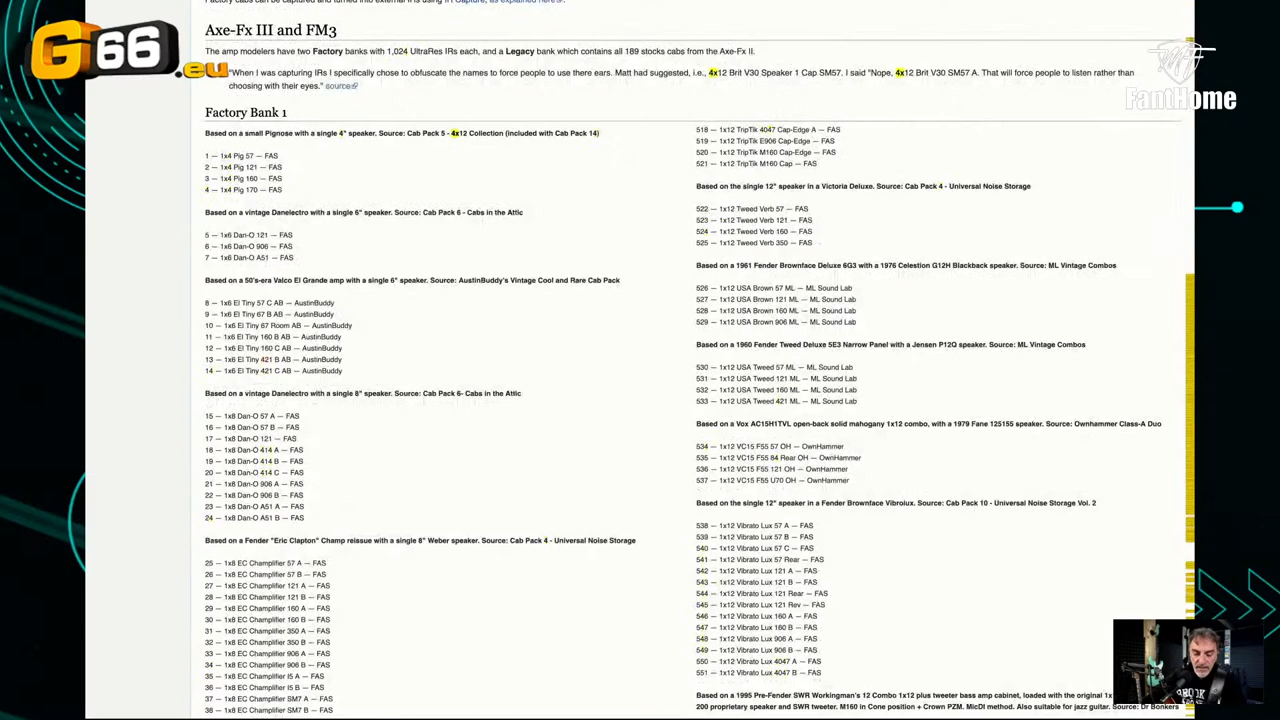 Factory cabs can be captured and turned into external IRs using IR Capture, as explained here.
Axe-Fx III and FM3
The amp modelers have two Factory banks with 1,024 UltraRes IRs each, and a Legacy bank which contains all 189 stocks cabs from the Axe-Fx II.
"When I was capturing IRs I specifically chose to obfuscate the names to force people to use there ears. Matt had suggested, i.e., 4x12 Brit V30 Speaker 1 Cap SM57. I said "Nope, 4x12 Brit V30 SM57 A. That will force people to listen rather than
choosing with their eyes." source
G66.eu
FantHome
Factory Bank 1
Based on a small Pignose with a single 4" speaker. Source: Cab Pack 5 - 4x12 Collection (included with Cab Pack 14)
1 — 1x4 Pig 57 — FAS
2 — 1x4 Pig 121 — FAS
3 — 1x4 Pig 160 — FAS
4 — 1x4 Pig 170 — FAS
Based on a vintage Danelectro with a single 6" speaker. Source: Cab Pack 6 - Cabs in the Attic
5 — 1x6 Dan-O 121 — FAS
6 — 1x6 Dan-O 906 — FAS
7 — 1x6 Dan-O A51 — FAS
Based on a 50's-era Valco El Grande amp with a single 6" speaker. Source: AustinBuddy's Vintage Cool and Rare Cab Pack
8 — 1x6 El Tiny 57 C AB — AustinBuddy
9 — 1x6 El Tiny 67 B AB — AustinBuddy
10 — 1x6 El Tiny 67 Room AB — AustinBuddy
11 — 1x6 El Tiny 160 B AB — AustinBuddy
12 — 1x6 El Tiny 160 C AB — AustinBuddy
13 — 1x6 El Tiny 421 B AB — AustinBuddy
14 — 1x6 El Tiny 421 C AB — AustinBuddy
Based on a vintage Danelectro with a single 8" speaker. Source: Cab Pack 6- Cabs in the Attic
15 — 1x8 Dan-O 57 A — FAS
16 — 1x8 Dan-O 57 B — FAS
17 — 1x8 Dan-O 121 — FAS
18 — 1x8 Dan-O 414 A — FAS
19 — 1x8 Dan-O 414 B — FAS
20 — 1x8 Dan-O 414 C — FAS
21 — 1x8 Dan-O 906 A — FAS
22 — 1x8 Dan-O 906 B — FAS
23 — 1x8 Dan-O A51 A — FAS
24 — 1x8 Dan-O A51 B — FAS
Based on a Fender "Eric Clapton" Champ reissue with a single 8" Weber speaker. Source: Cab Pack 4 - Universal Noise Storage
25 — 1x8 EC Champlifier 57 A — FAS
26 — 1x8 EC Champlifier 57 B — FAS
27 — 1x8 EC Champlifier 121 A — FAS
28 — 1x8 EC Champlifier 121 B — FAS
29 — 1x8 EC Champlifier 160 A — FAS
30 — 1x8 EC Champlifier 160 B — FAS
31 — 1x8 EC Champlifier 350 A — FAS
32 — 1x8 EC Champlifier 350 B — FAS
33 — 1x8 EC Champlifier 906 A — FAS
34 — 1x8 EC Champlifier 906 B — FAS
35 — 1x8 EC Champlifier I5 A — FAS
36 — 1x8 EC Champlifier I5 B — FAS
37 — 1x8 EC Champlifier SM7 A — FAS
38 — 1x8 EC Champlifier SM7 B — FAS
518 — 1x12 TripTik 4047 Cap-Edge A — FAS
519 — 1x12 TripTik E906 Cap-Edge — FAS
520 — 1x12 TripTik M160 Cap-Edge — FAS
521 — 1x12 TripTik M160 Cap — FAS
Based on the single 12" speaker in a Victoria Deluxe. Source: Cab Pack 4 - Universal Noise Storage
522 — 1x12 Tweed Verb 57 — FAS
523 — 1x12 Tweed Verb 121 — FAS
524 — 1x12 Tweed Verb 160 — FAS
525 — 1x12 Tweed Verb 350 — FAS
Based on a 1961 Fender Brownface Deluxe 6G3 with a 1976 Celestion G12H Blackback speaker. Source: ML Vintage Combos
526 — 1x12 USA Brown 57 ML — ML Sound Lab
527 — 1x12 USA Brown 121 ML — ML Sound Lab
528 — 1x12 USA Brown 160 ML — ML Sound Lab
529 — 1x12 USA Brown 906 ML — ML Sound Lab
Based on a 1960 Fender Tweed Deluxe 5E3 Narrow Panel with a Jensen P12Q speaker. Source: ML Vintage Combos
530 — 1x12 USA Tweed 57 ML — ML Sound Lab
531 — 1x12 USA Tweed 121 ML — ML Sound Lab
532 — 1x12 USA Tweed 160 ML — ML Sound Lab
533 — 1x12 USA Tweed 421 ML — ML Sound Lab
Based on a Vox AC15H1TVL open-back solid mahogany 1x12 combo, with a 1979 Fane 125155 speaker. Source: Ownhammer Class-A Duo
534 — 1x12 VC15 F55 57 OH — OwnHammer
535 — 1x12 VC15 F55 84 Rear OH — OwnHammer
536 — 1x12 VC15 F55 121 OH — OwnHammer
537 — 1x12 VC15 F55 U70 OH — OwnHammer
Based on the single 12" speaker in a Fender Brownface Vibrolux. Source: Cab Pack 10 - Universal Noise Storage Vol. 2
538 — 1x12 Vibrato Lux 57 A — FAS
539 — 1x12 Vibrato Lux 57 B — FAS
540 — 1x12 Vibrato Lux 57 C — FAS
541 — 1x12 Vibrato Lux 57 Rear — FAS
542 — 1x12 Vibrato Lux 121 A — FAS
543 — 1x12 Vibrato Lux 121 B — FAS
544 — 1x12 Vibrato Lux 121 Rear — FAS
545 — 1x12 Vibrato Lux 121 Rev — FAS
546 — 1x12 Vibrato Lux 160 A — FAS
547 — 1x12 Vibrato Lux 160 B — FAS
548 — 1x12 Vibrato Lux 906 A — FAS
549 — 1x12 Vibrato Lux 906 B — FAS
550 — 1x12 Vibrato Lux 4047 A — FAS
551 — 1x12 Vibrato Lux 4047 B — FAS
Based on a 1995 Pre-Fender SWR Workingman's 12 Combo 1x12 plus tweeter bass amp cabinet, loaded with the original 1x
200 proprietary speaker and SWR tweeter. M160 in Cone position + Crown PZM. MicDI method. Also suitable for jazz guitar. Source: Dr Bonkers